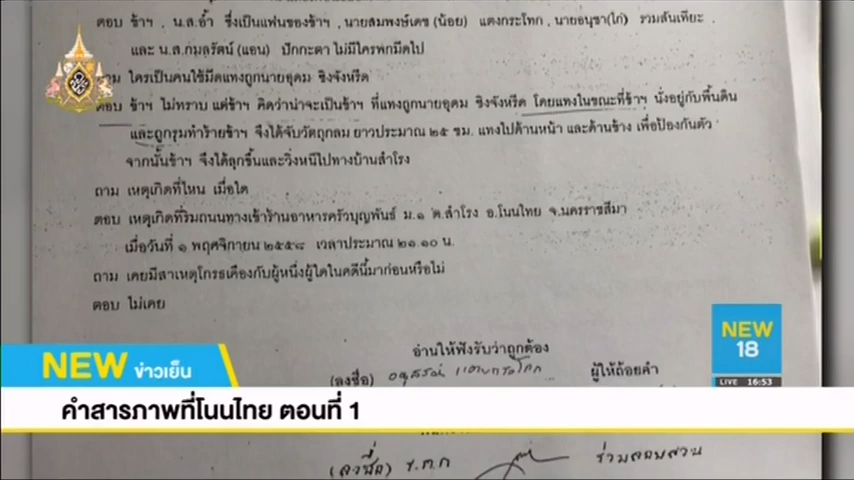 ตอบ ข้าฯ , น.ส.อ้ำ ซึ่งเป็นแฟนของข้าฯ , นายสมพงษ์เดช (น้อย) แตงกระโทก , นายอนุชา(ไก่) รวมสันเทียะ ,
และ น.ส.กมลรัตน์ (แอน) ปักกะตา ไม่มีใครพกมีดไป
ถาม ใครเป็นคนใช้มีดแทงถูกนายอุดม ชิงจังหรีด
ตอบ ข้าฯ ไม่ทราบ แต่ข้าฯ คิดว่าน่าจะเป็นข้าฯ ที่แทงถูกนายอุดม ชิงจังหรีด โดยแทงในขณะที่ข้าฯ นั่งอยู่กับพื้นดิน
และถูกรุมทำร้ายข้าฯ จึงได้จับวัตถุกลม ยาวประมาณ ๒๕ ซม. แทงไปด้านหน้า และด้านข้าง เพื่อป้องกันตัว
จากนั้นข้าฯ จึงได้ลุกขึ้นและวิ่งหนีไปทางบ้านสำโรง
ถาม เหตุเกิดที่ไหน เมื่อใด
ตอบ เหตุเกิดที่ริมถนนทางเข้าร้านอาหารครัวบุญพันธ์ ม.๑ ต.สำโรง อ.โนนไทย จ.นครราชสีมา
เมื่อวันที่ ๑ พฤศจิกายน ๒๕๕๘ เวลาประมาณ ๒๑.๑๐ น.
ถาม เคยมีสาเหตุโกรธเคืองกับผู้หนึ่งผู้ใดในคดีนี้มาก่อนหรือไม่
ตอบ ไม่เคย
อ่านให้ฟังรับว่าถูกต้อง
(ลงชื่อ) ผู้ให้ถ้อยคำ
NEW
18
LIVE 16:53
NEW ข่าวเย็น
คำสารภาพที่โนนไทย ตอนที่ 1
(ลงชื่อ) ร.ต.ต ร่วมสอบสวน